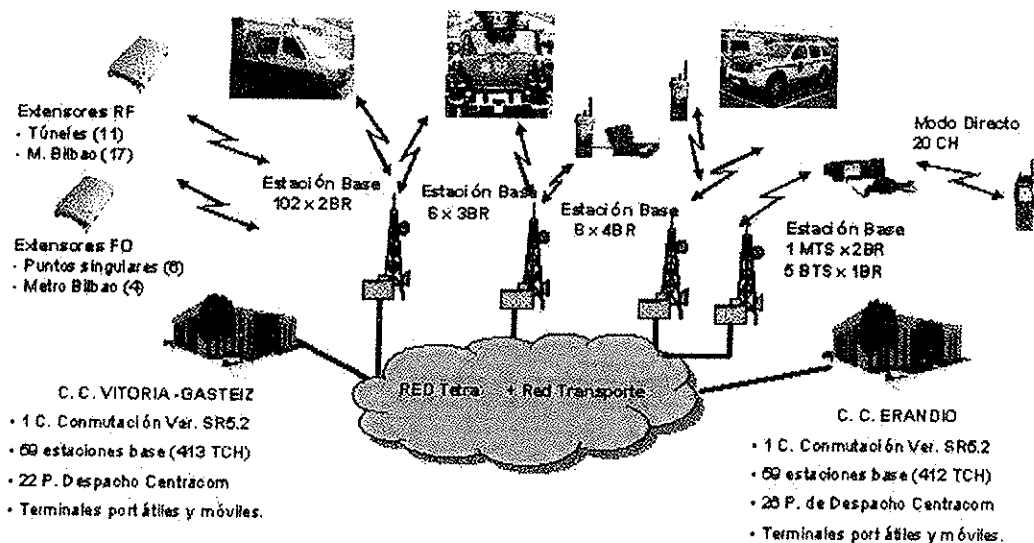 Extensores RF
- Túneles (11)
- M. Bilbao (17)
Extensores FO
- Puntos singulares (6)
- Metro Bilbao (4)
Estación Base
102 x 2BR
Estación Base
6 x 3BR
Estación Base
8 x 4BR
Modo Directo
20 CH
Estación Base
1 MTS x 2BR
5 BTS x 1BR
RED Tetra + Red Transporte
C. C. VITORIA -GASTEIZ
• 1 C. Conmutación Ver. SR5.2
• 59 estaciones base (413 TCH)
• 22 P. Despacho Centracom
• Terminales portátiles y móviles.
C. C. ERANDIO
• 1 C. Conmutación Ver. SR5.2
• 59 estaciones base (412 TCH)
• 26 P. de Despacho Centracom
• Terminales portátiles y móviles.